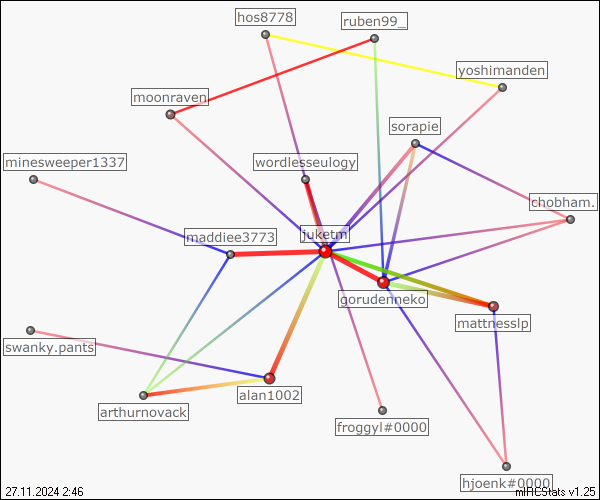 hos8778
ruben99_
yoshimanden
moonraven
sorapie
wordlesseulogy
minesweeper1337
chobham.
maddiee3773
juketm
gorudenneko
mattnesslp
swanky.pants
alan1002
arthurnovack
froggyl#0000
hjoenk#0000
27.11.2024 2:46
mIRCStats v1.25